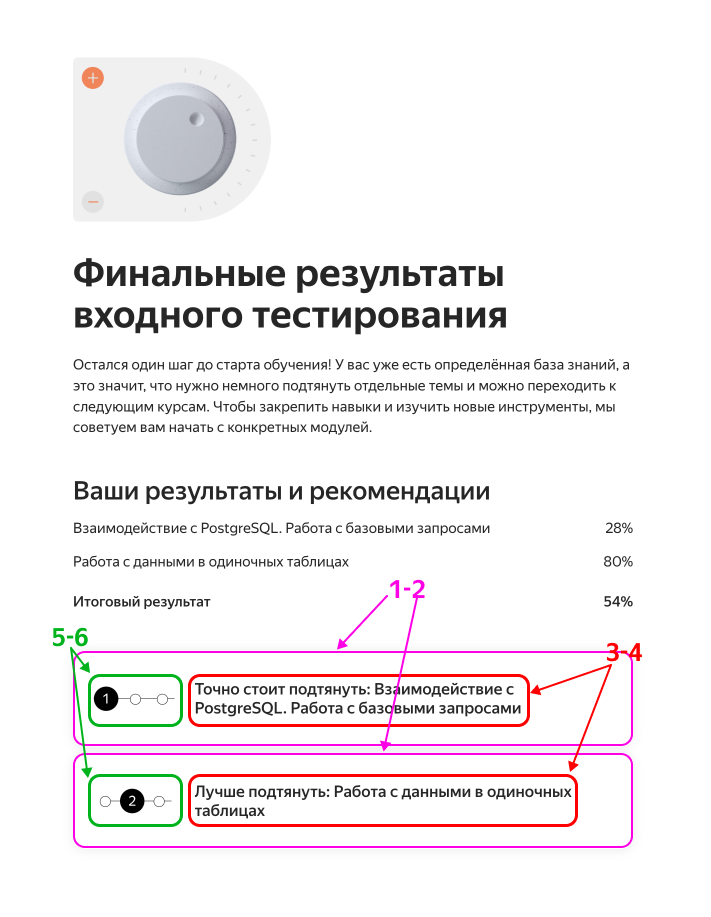 Финальные результаты
входного тестирования
Остался один шаг до старта обучения! У вас уже есть определённая база знаний, а
это значит, что нужно немного подтянуть отдельные темы и можно переходить к
следующим курсам. Чтобы закрепить навыки и изучить новые инструменты, мы
советуем вам начать с конкретных модулей.
Ваши результаты и рекомендации
Взаимодействие с PostgreSQL. Работа с базовыми запросами 28%
Работа с данными в одиночных таблицах 80%
1-2
Итоговый результат 54%
5-6
3-4
1
Точно стоит подтянуть: Взаимодействие с
PostgreSQL. Работа с базовыми запросами
2
Лучше подтянуть: Работа с данными в одиночных
таблицах